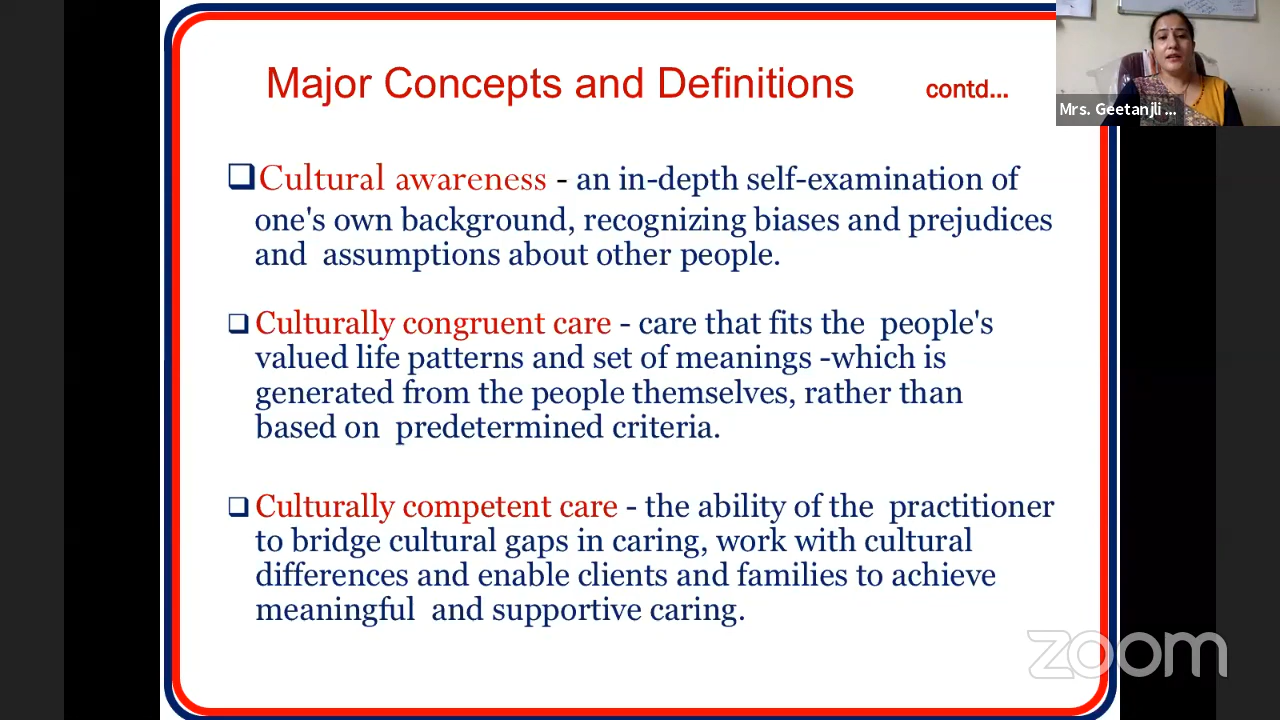 Major Concepts and Definitions contd...
Mrs. Geetanjli ...
Cultural awareness - an in-depth self-examination of
one's own background, recognizing biases and prejudices
and assumptions about other people.
Culturally congruent care - care that fits the people's
valued life patterns and set of meanings -which is
generated from the people themselves, rather than
based on predetermined criteria.
Culturally competent care - the ability of the practitioner
to bridge cultural gaps in caring, work with cultural
differences and enable clients and families to achieve
meaningful and supportive caring.
zoom